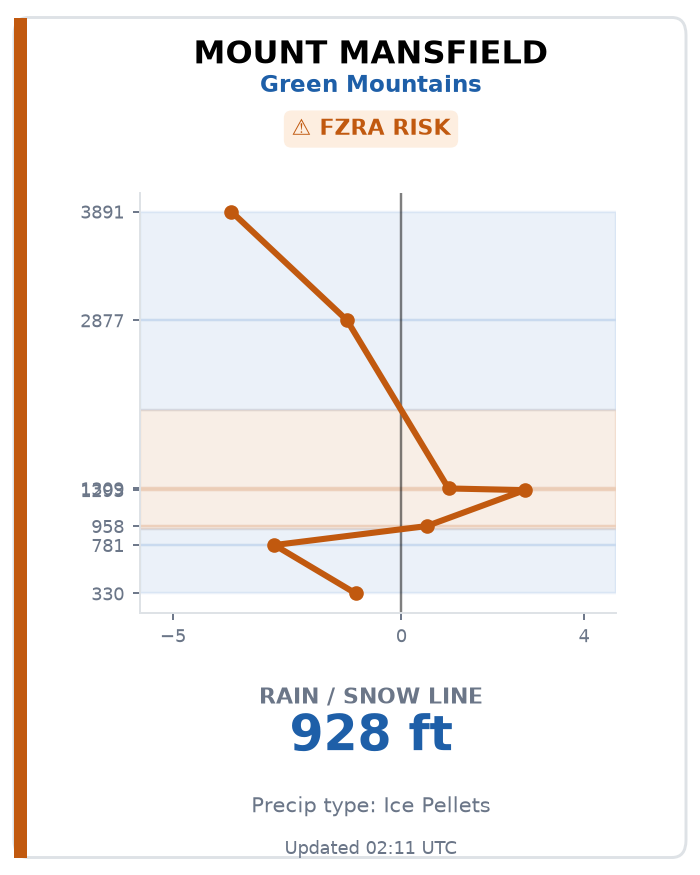 MOUNT MANSFIELD
Green Mountains
⚠ FZRA RISK
3891
2877
958
781
330
−5 0 4
RAIN / SNOW LINE
928 ft
Precip type: Ice Pellets
Updated 02:11 UTC